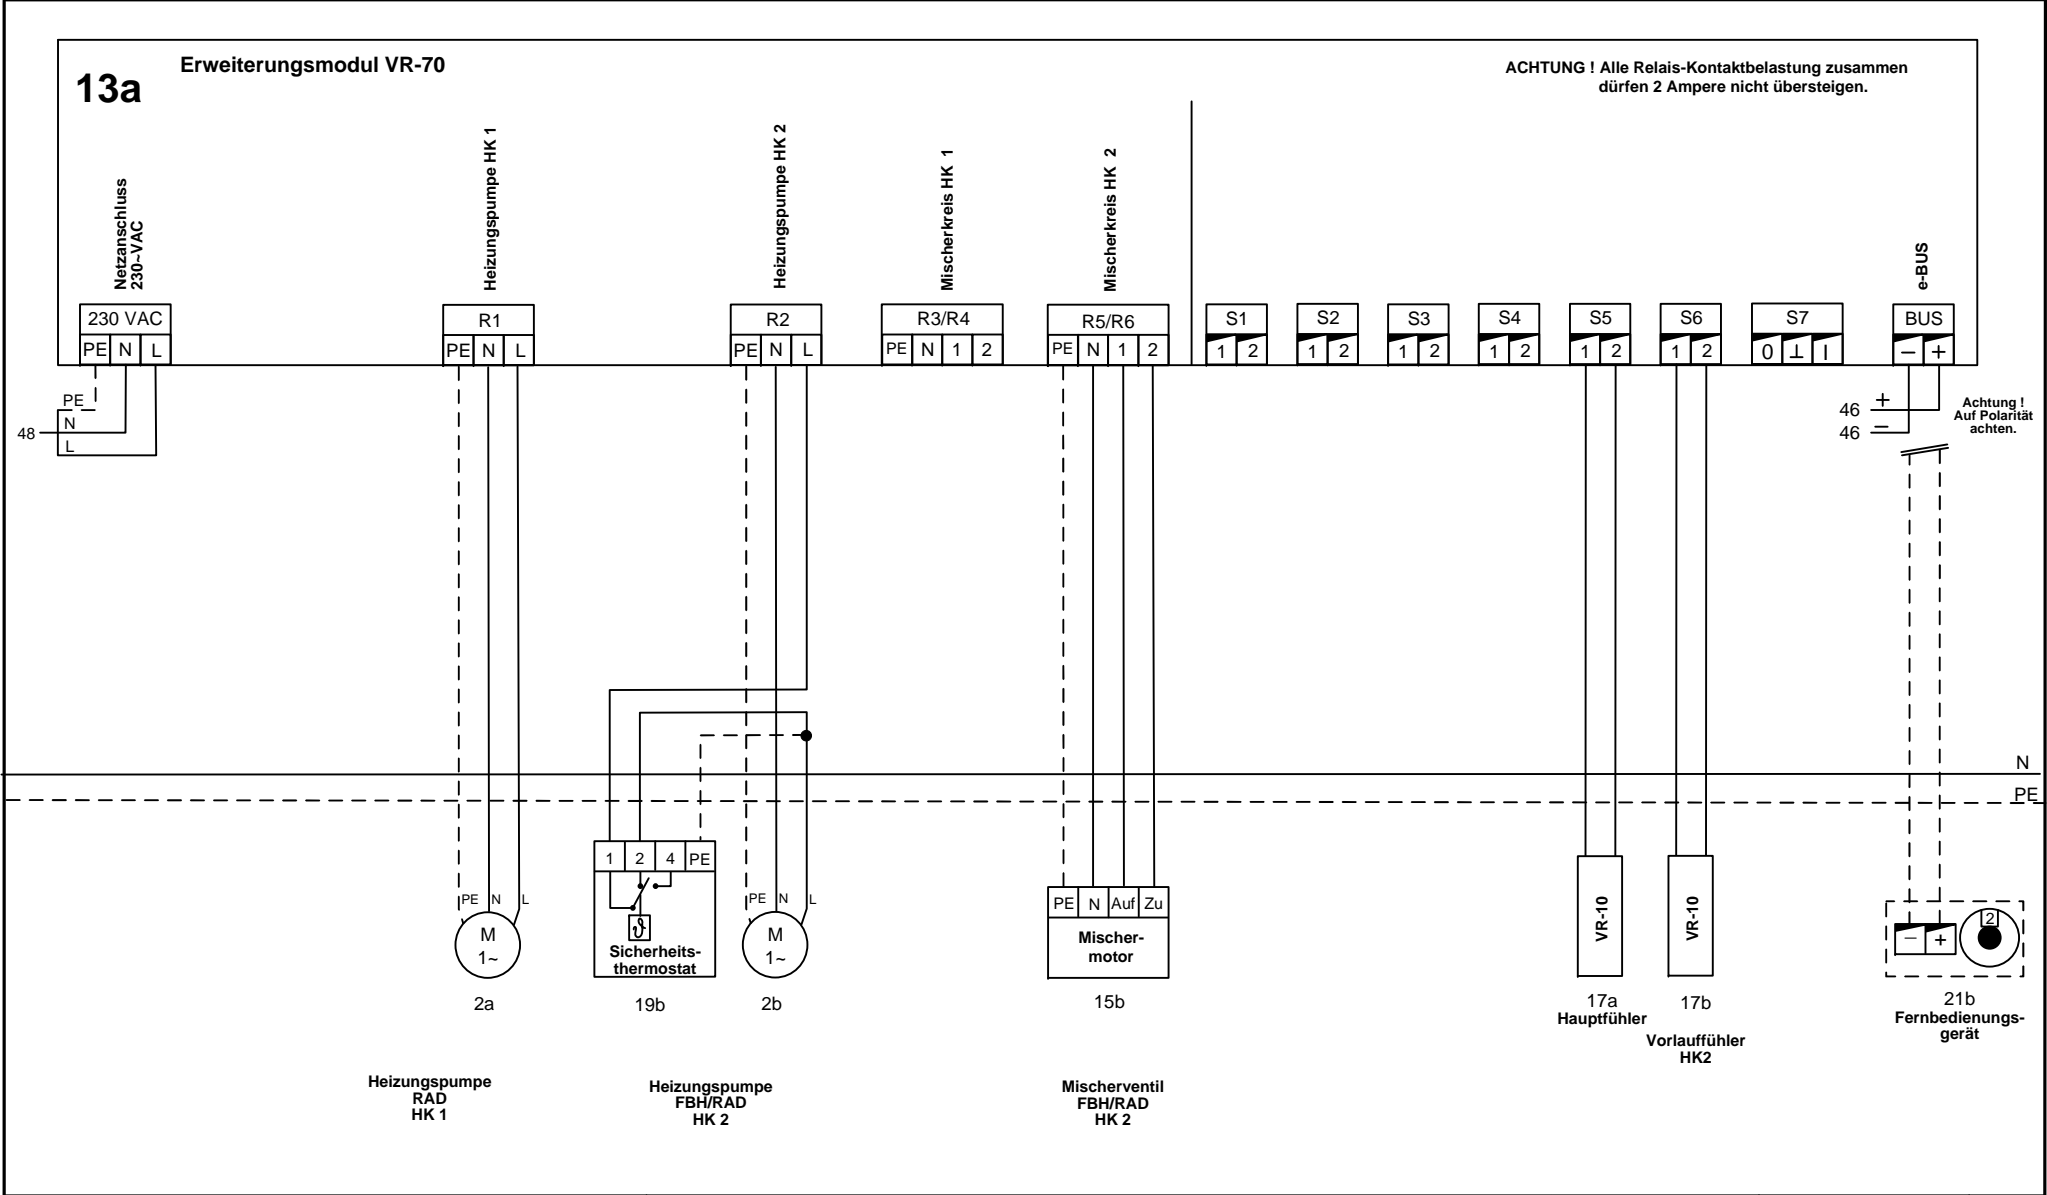 Erweiterungsmodul VR-70
13a
ACHTUNG ! Alle Relais-Kontaktbelastung zusammen
dürfen 2 Ampere nicht übersteigen.
Netzanschluss
230~VAC
Heizungspumpe HK 1
Heizungspumpe HK 2
Mischerkreis HK 1
Mischerkreis HK 2
e-BUS
230 VAC
PE N L
R1
PE N L
R2
PE N L
R3/R4
PE N 1 2
R5/R6
PE N 1 2
S1
1 2
S2
1 2
S3
1 2
S4
1 2
S5
1 2
S6
1 2
S7
0 ⊥ I
BUS
− +
PE
N
L
48
46 +
46 −
Achtung !
Auf Polarität
achten.
N
PE
PE N L
M
1~
2a
1 2 4 PE
ϑ
Sicherheits-
thermostat
19b
PE N L
M
1~
2b
PE N Auf Zu
Mischer-
motor
15b
VR-10
17a
Hauptfühler
VR-10
17b
Vorlauffühler
HK2
− +
2
21b
Fernbedienungs-
gerät
Heizungspumpe
RAD
HK 1
Heizungspumpe
FBH/RAD
HK 2
Mischerventil
FBH/RAD
HK 2